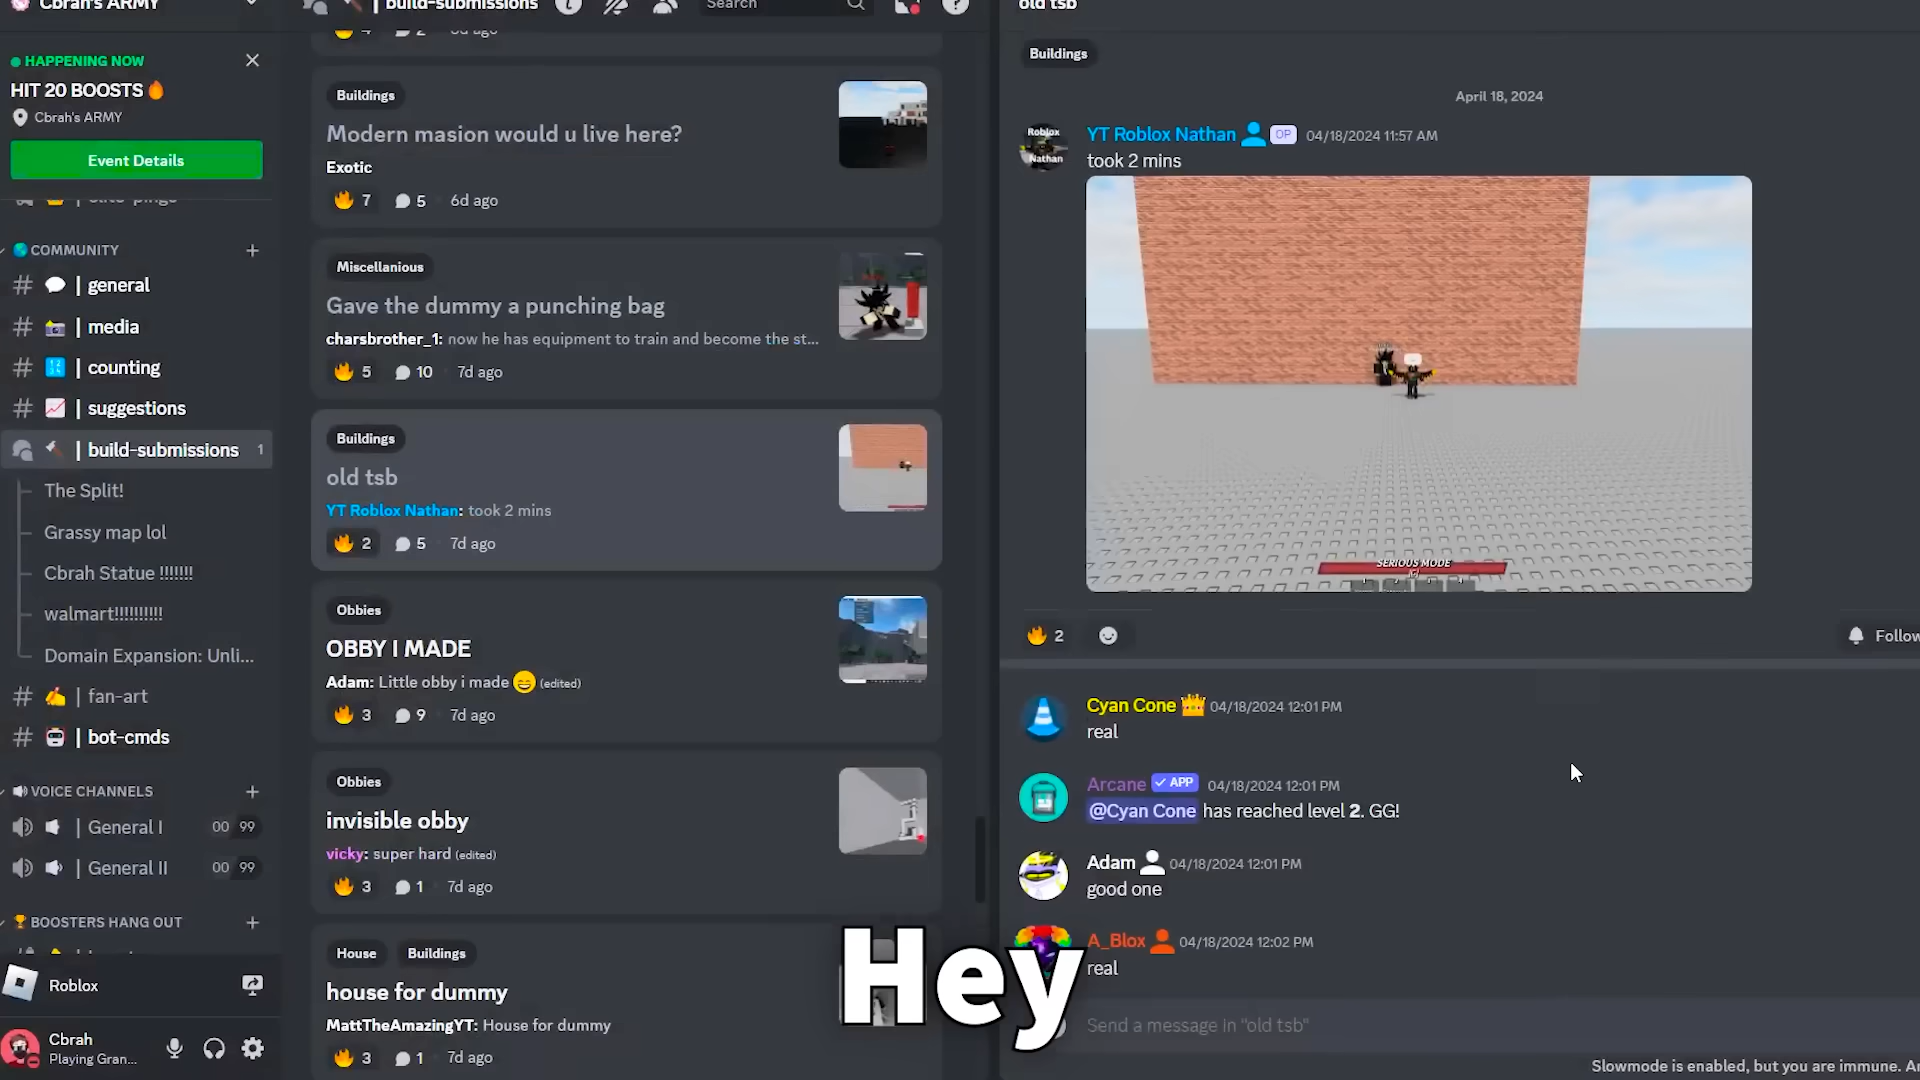 Cbrah's ARMY
HAPPENING NOW
HIT 20 BOOSTS 🔥
Cbrah's ARMY
Event Details
COMMUNITY
| general
| media
| counting
| suggestions
| build-submissions 1
The Split!
Grassy map lol
Cbrah Statue !!!!!!!
walmart!!!!!!!!!!
Domain Expansion: Unli...
| fan-art
| bot-cmds
VOICE CHANNELS
| General I 00 99
| General II 00 99
BOOSTERS HANG OUT
Roblox
Cbrah
Playing Gran...
| build-submissions
Search
🔥 4 2
Buildings
Modern masion would u live here?
Exotic
🔥 7 5 6d ago
Miscellanious
Gave the dummy a punching bag
charsbrother_1: now he has equipment to train and become the st...
🔥 5 10 7d ago
Buildings
old tsb
YT Roblox Nathan: took 2 mins
🔥 2 5 7d ago
Obbies
OBBY I MADE
Adam: Little obby i made 😄 (edited)
🔥 3 9 7d ago
Obbies
invisible obby
vicky: super hard (edited)
🔥 3 1 7d ago
House Buildings
house for dummy
MattTheAmazingYT: House for dummy
🔥 3 1 7d ago
old tsb
Buildings
April 18, 2024
Roblox
Nathan
YT Roblox Nathan OP 04/18/2024 11:57 AM
took 2 mins
SERIOUS MODE
🔥 2
Follow
Cyan Cone 04/18/2024 12:01 PM
real
Arcane APP 04/18/2024 12:01 PM
@Cyan Cone has reached level 2. GG!
Adam 04/18/2024 12:01 PM
good one
A_Blox 04/18/2024 12:02 PM
real
Send a message in "old tsb"
Slowmode is enabled, but you are immune.
Hey